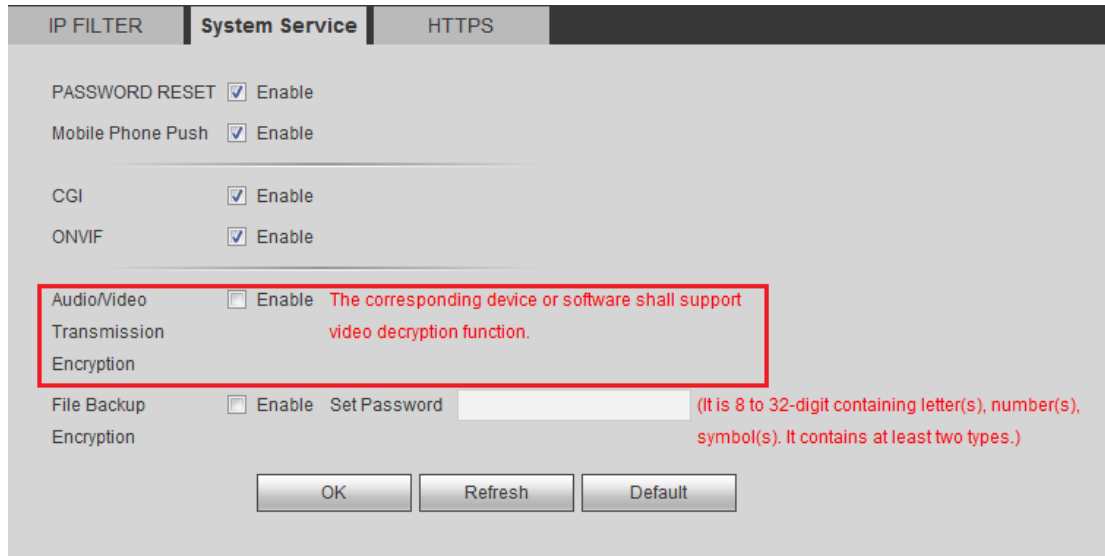 IP FILTER System Service HTTPS
PASSWORD RESET Enable
Mobile Phone Push Enable
CGI Enable
ONVIF Enable
Audio/Video Enable The corresponding device or software shall support
Transmission video decryption function.
Encryption
File Backup Enable Set Password (It is 8 to 32-digit containing letter(s), number(s),
Encryption symbol(s). It contains at least two types.)
OK Refresh Default